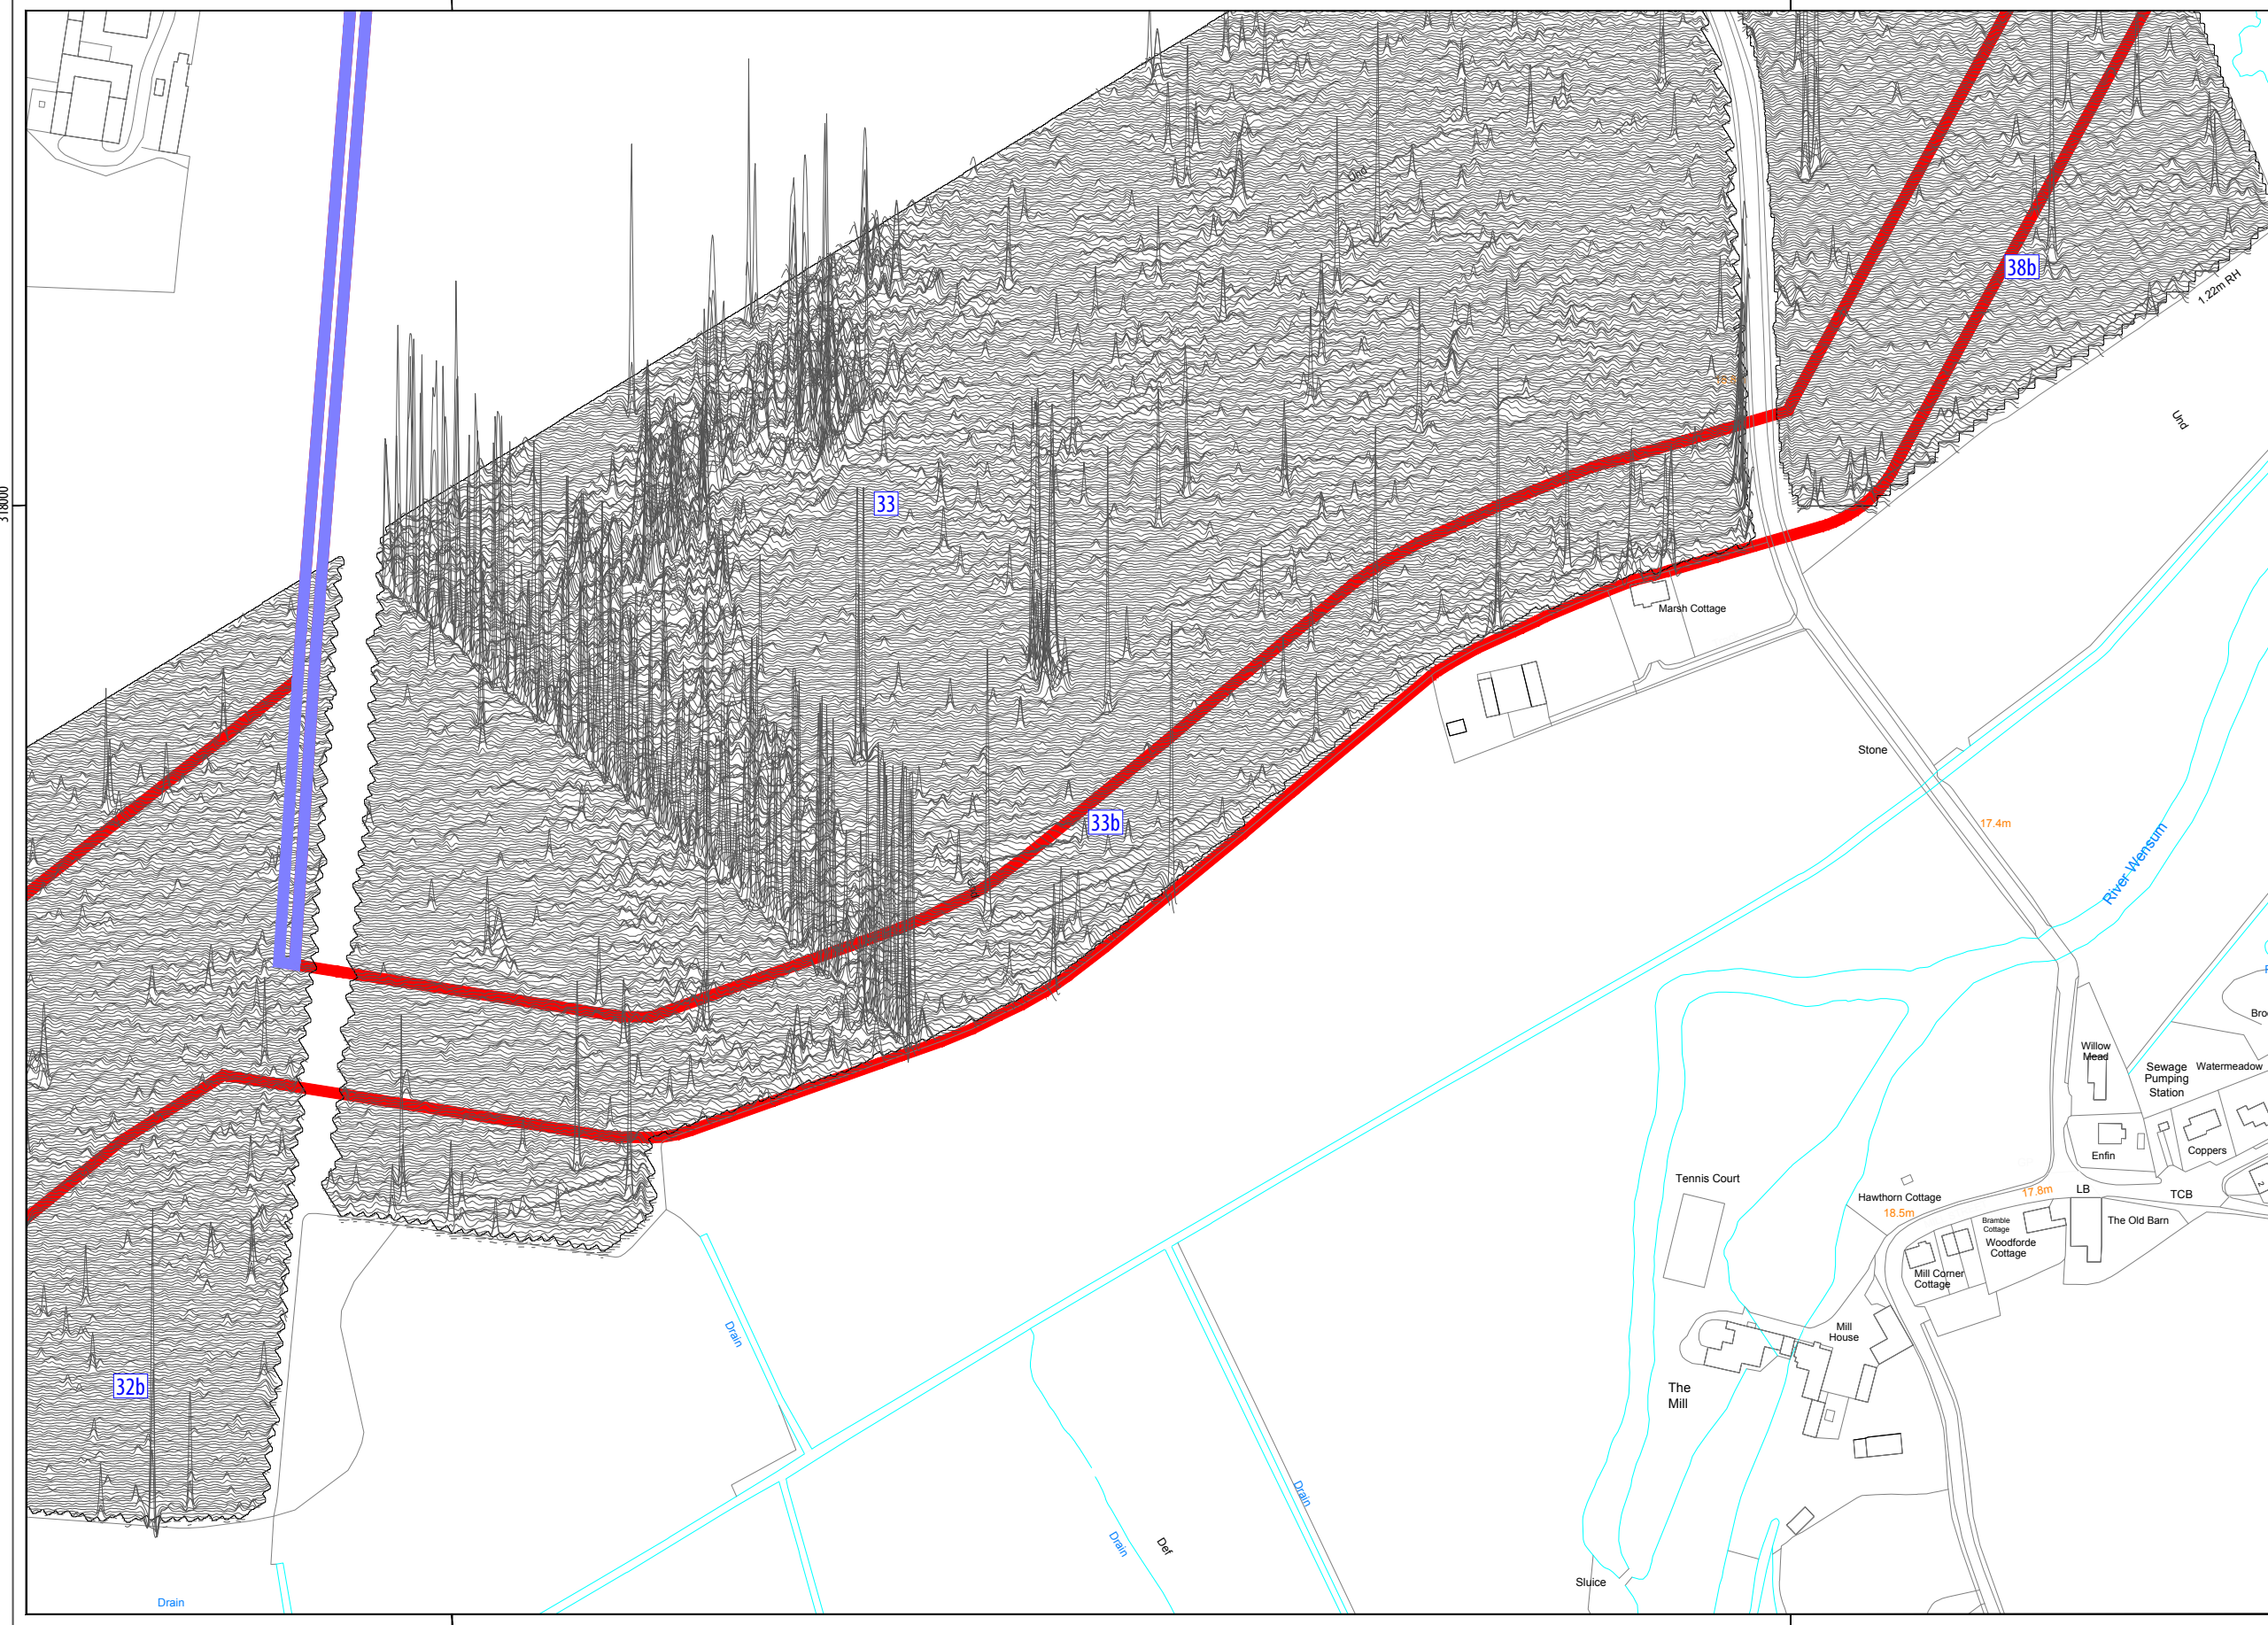 Und
38b
1.22m RH
Und
318000
33
Marsh Cottage
Stone
17.4m
33b
River Wensum
Willow
Mead
Sewage
Pumping
Station
Watermeadow
Enfin
Coppers
Tennis Court
Hawthorn Cottage
18.5m
17.8m
LB
TCB
2
Bramble
Cottage
Woodforde
Cottage
The Old Barn
Mill Corner
Cottage
Drain
Mill
House
32b
The
Mill
Drain
Drain
Def
Sluice
Drain